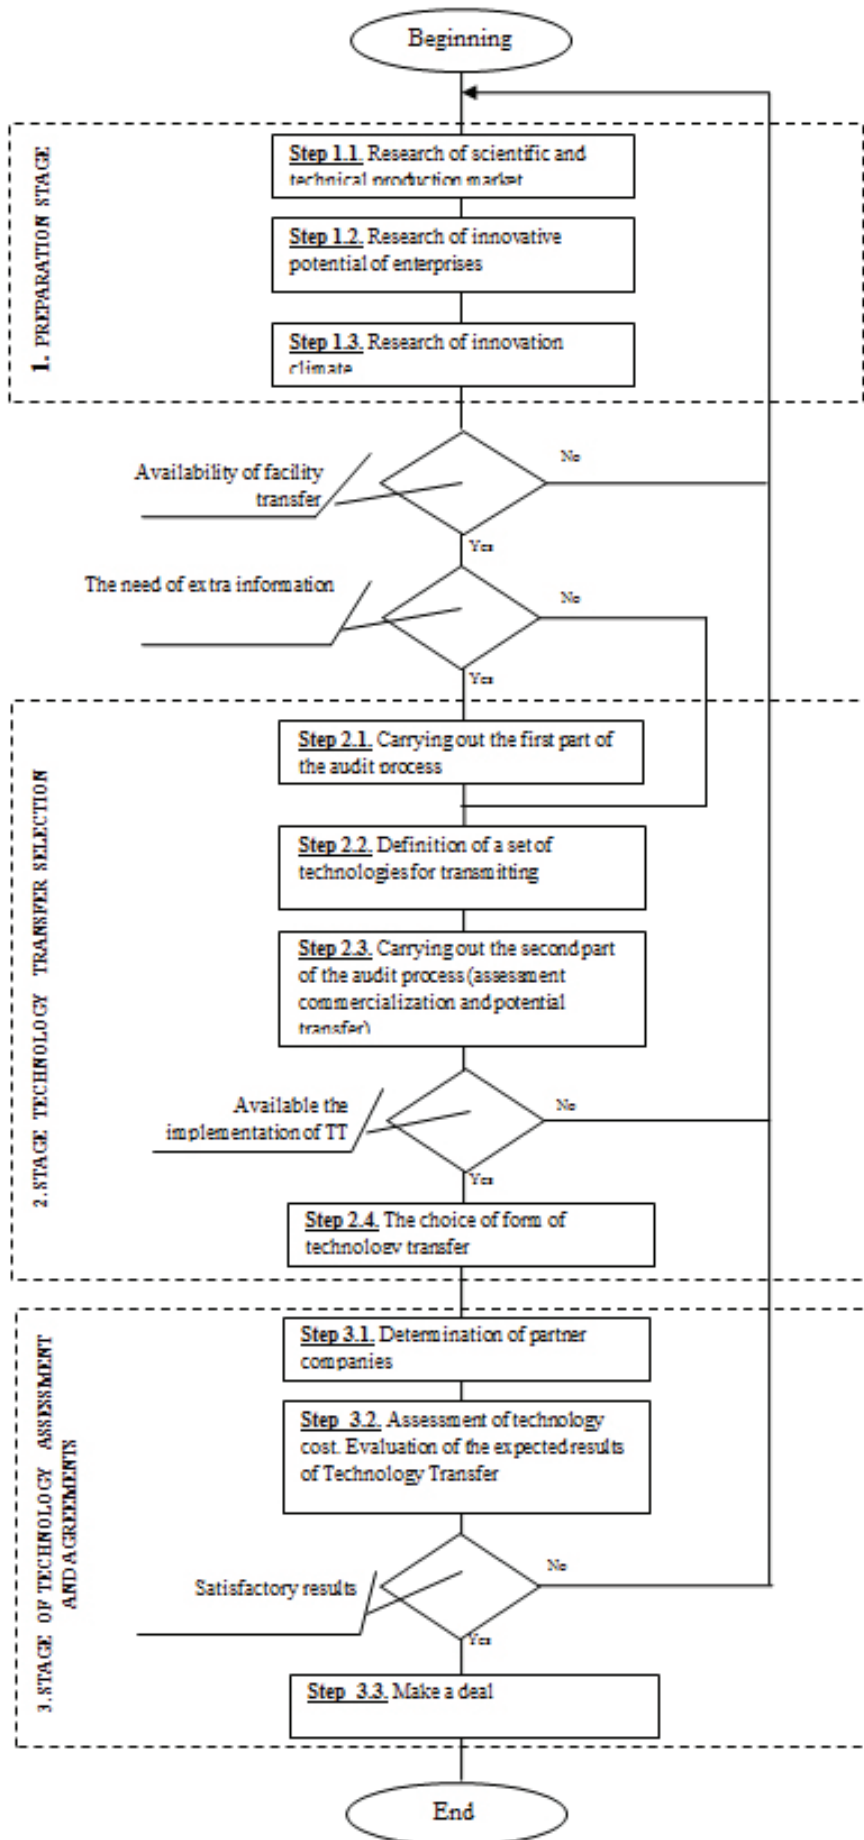 Beginning
1. PREPARATION STAGE
Step 1.1. Research of scientific and
technical production market
Step 1.2. Research of innovative
potential of enterprises
Step 1.3. Research of innovation
climate
Availability of facility
transfer
No
Yes
The need of extra information
No
Yes
2.STAGE TECHNOLOGY TRANSFER SELECTION
Step 2.1. Carrying out the first part of
the audit process
Step 2.2. Definition of a set of
technologies for transmitting
Step 2.3. Carrying out the second part
of the audit process (assessment
commercialization and potential
transfer)
Available the
implementation of TT
No
Yes
Step 2.4. The choice of form of
technology transfer
3.STAGE OF TECHNOLOGY ASSESSMENT
AND AGREEMENTS
Step 3.1. Determination of partner
companies
Step 3.2. Assessment of technology
cost. Evaluation of the expected results
of Technology Transfer
Satisfactory results
No
Yes
Step 3.3. Make a deal
End